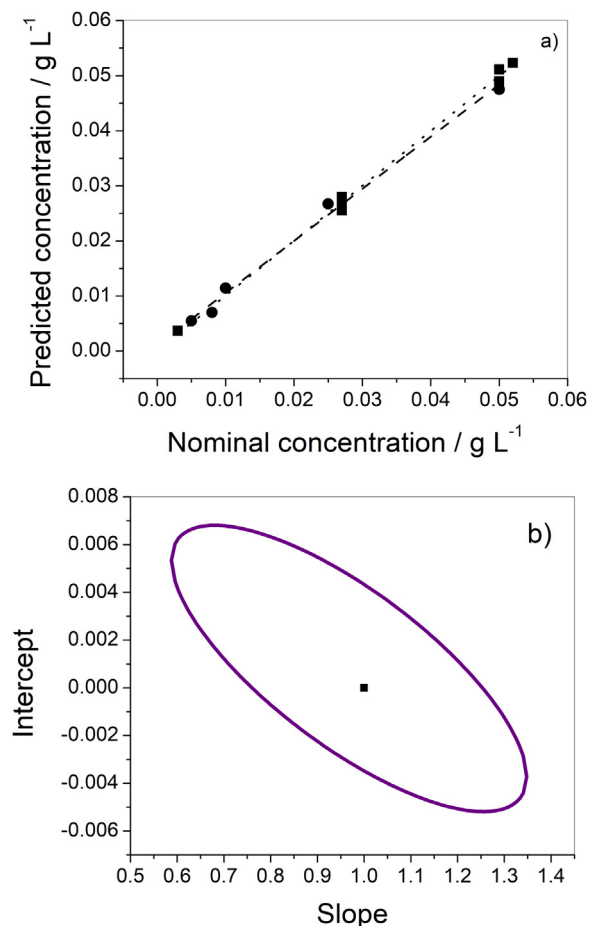 a)
0.06
0.05
0.04
0.03
0.02
0.01
0.00
Predicted concentration / g L⁻¹
0.00 0.01 0.02 0.03 0.04 0.05 0.06
Nominal concentration / g L⁻¹
b)
0.008
0.006
0.004
0.002
0.000
-0.002
-0.004
-0.006
Intercept
0.5 0.6 0.7 0.8 0.9 1.0 1.1 1.2 1.3 1.4
Slope